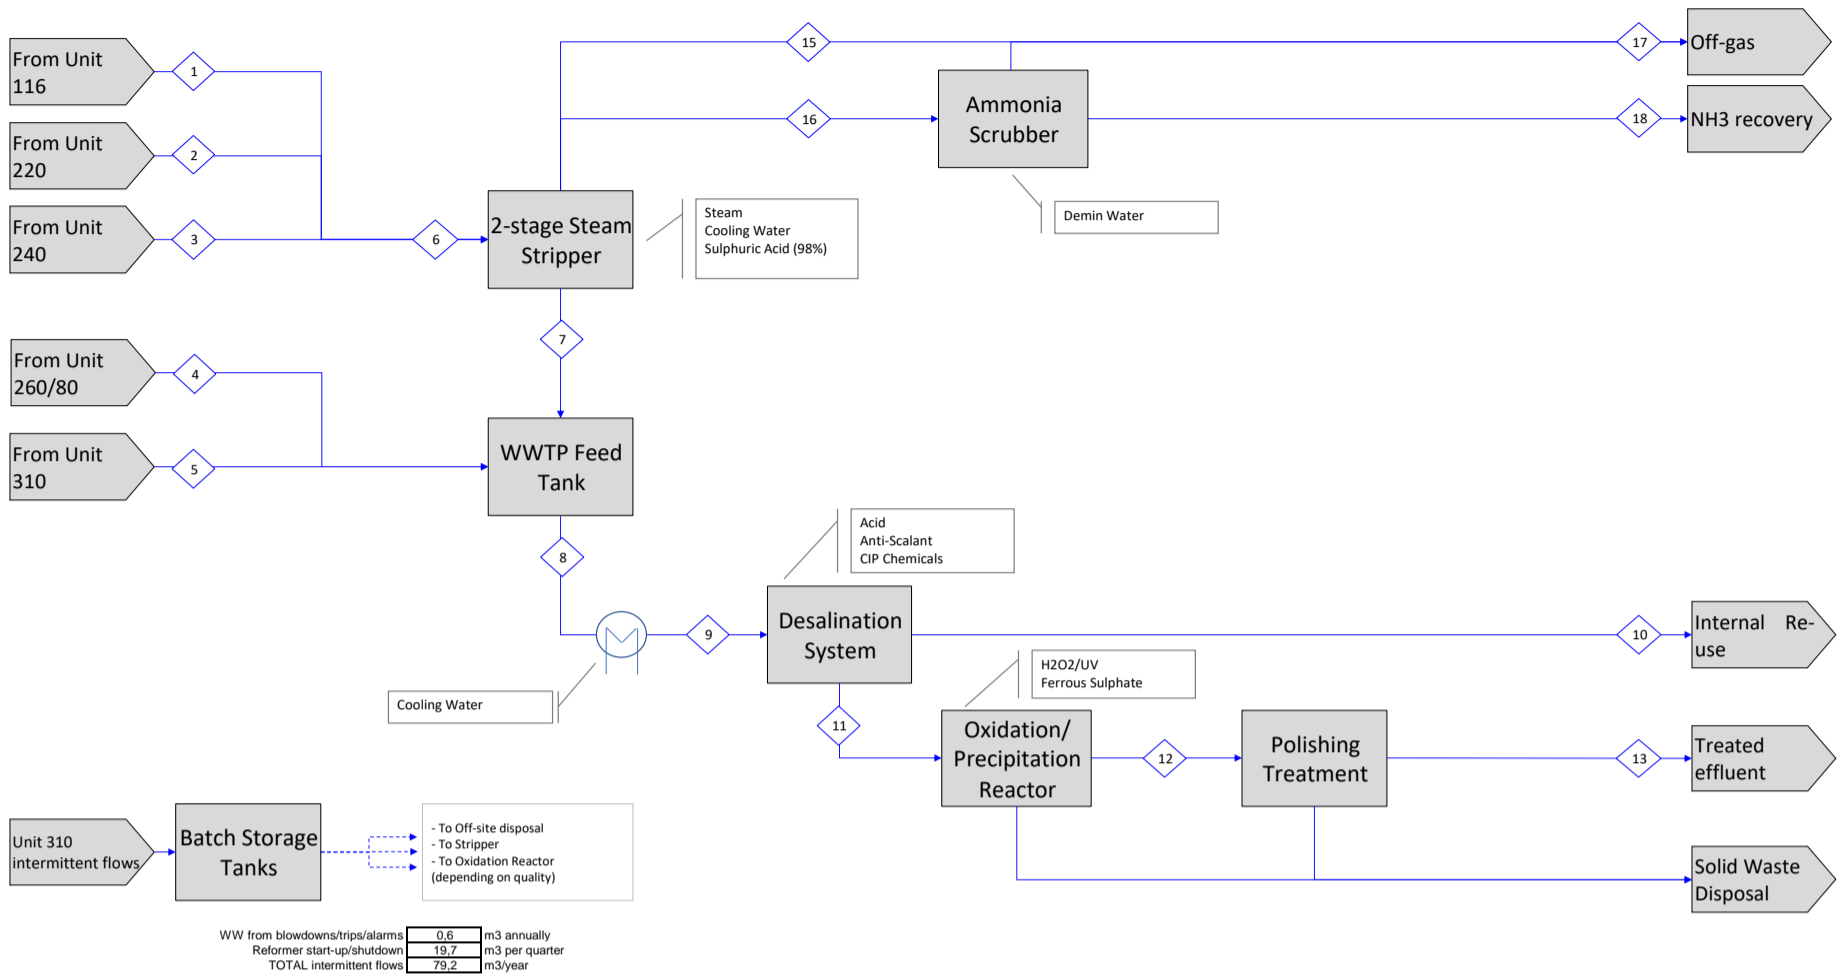 15
17
Off-gas
From Unit
116
1
Ammonia
Scrubber
16
18
NH3 recovery
From Unit
220
2
Steam
Cooling Water
Sulphuric Acid (98%)
Demin Water
From Unit
240
3
6
2-stage Steam
Stripper
7
From Unit
260/80
4
From Unit
310
5
WWTP Feed
Tank
8
Acid
Anti-Scalant
CIP Chemicals
9
Desalination
System
10
Internal Re-
use
H2O2/UV
Ferrous Sulphate
Cooling Water
11
Oxidation/
Precipitation
Reactor
12
Polishing
Treatment
13
Treated
effluent
Unit 310
intermittent flows
Batch Storage
Tanks
- To Off-site disposal
- To Stripper
- To Oxidation Reactor
(depending on quality)
Solid Waste
Disposal
WW from blowdowns/trips/alarms 0,6 m3 annually
Reformer start-up/shutdown 19,7 m3 per quarter
TOTAL intermittent flows 79,2 m3/year